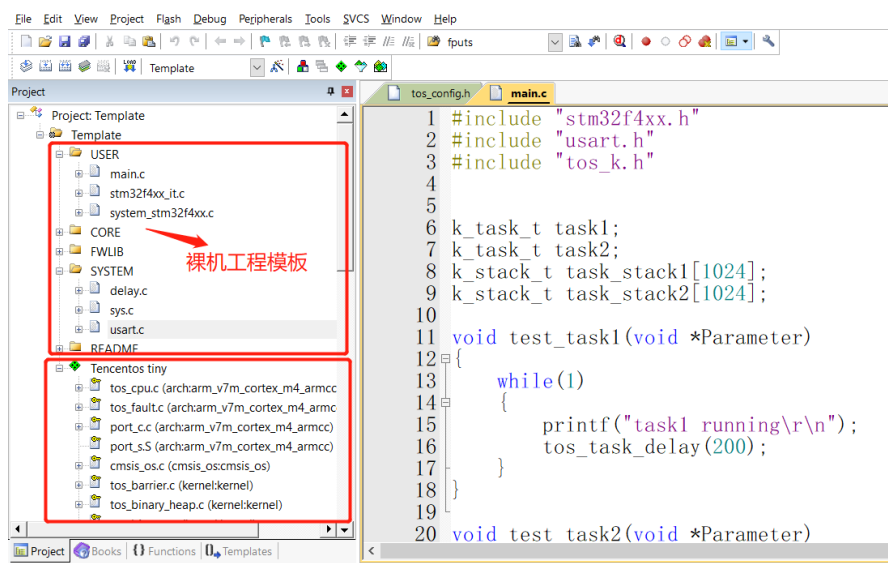 File Edit View Project Flash Debug Peripherals Tools SVCS Window Help
fputs
Template
Project
tos_config.h main.c
Project: Template
Template
USER
main.c
stm32f4xx_it.c
system_stm32f4xx.c
CORE
FWLIB
SYSTEM
delay.c
sys.c
usart.c
README
裸机工程模板
Tencentos tiny
tos_cpu.c (arch:arm_v7m_cortex_m4_armcc
tos_fault.c (arch:arm_v7m_cortex_m4_armc
port_c.c (arch:arm_v7m_cortex_m4_armcc)
port_s.S (arch:arm_v7m_cortex_m4_armcc)
cmsis_os.c (cmsis_os:cmsis_os)
tos_barrier.c (kernel:kernel)
tos_binary_heap.c (kernel:kernel)
Project Books Functions Templates
1 #include "stm32f4xx.h"
2 #include "usart.h"
3 #include "tos_k.h"
4
5
6 k_task_t task1;
7 k_task_t task2;
8 k_stack_t task_stack1[1024];
9 k_stack_t task_stack2[1024];
10
11 void test_task1(void *Parameter)
12 {
13 while(1)
14 {
15 printf("task1 running\r\n");
16 tos_task_delay(200);
17 }
18 }
19
20 void test_task2(void *Parameter)